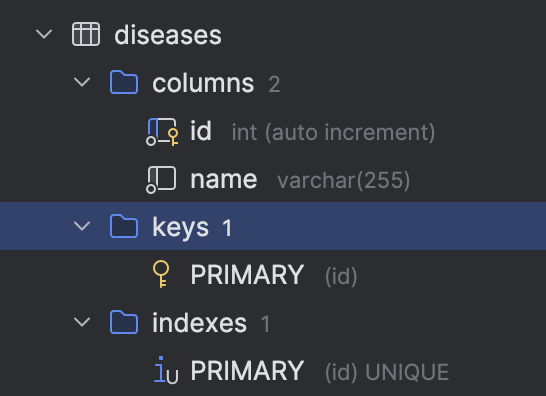 diseases
columns 2
id int (auto increment)
name varchar(255)
keys 1
PRIMARY (id)
indexes 1
PRIMARY (id) UNIQUE